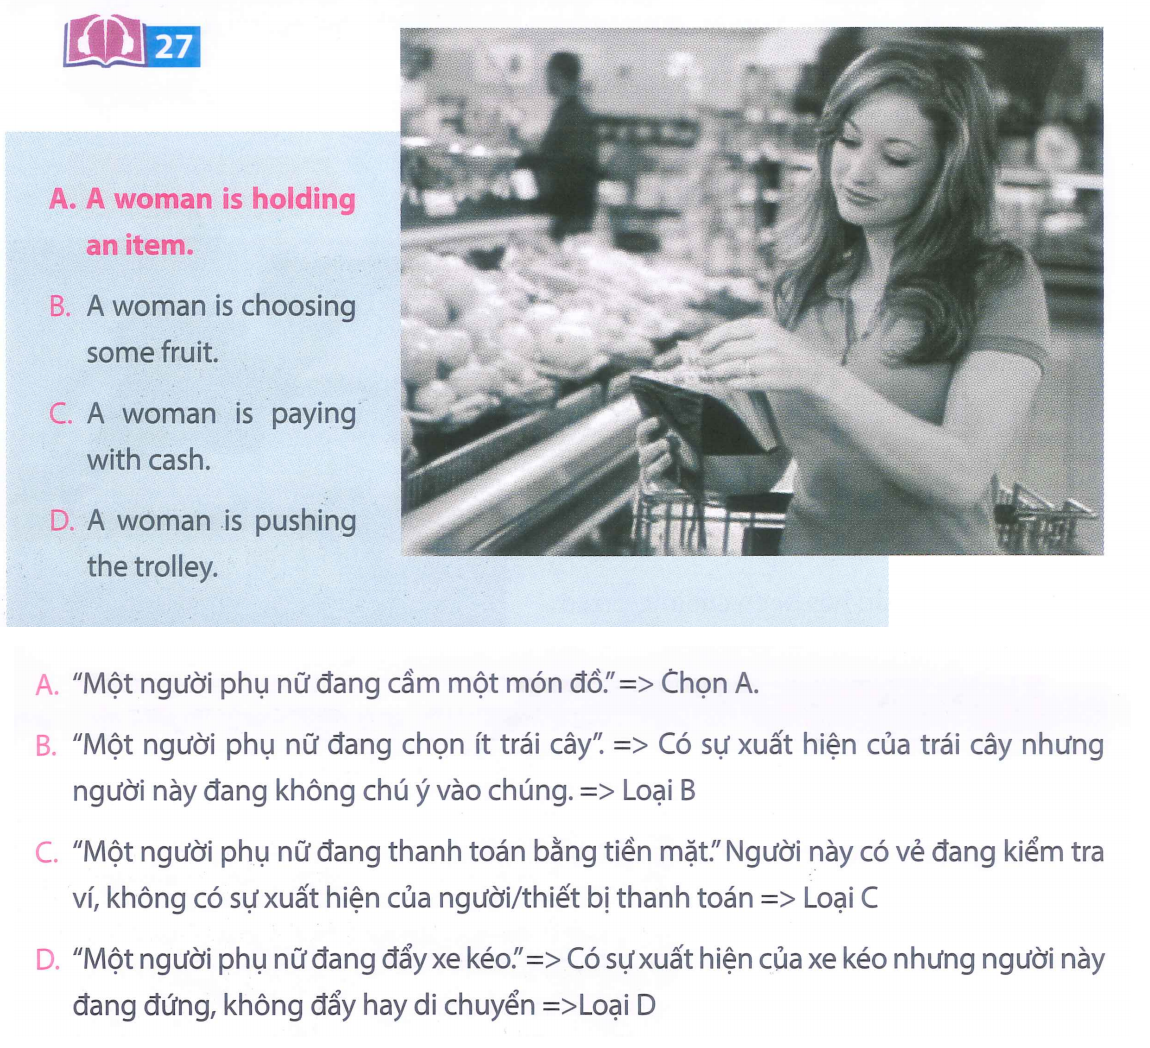 27
A. A woman is holding
an item.
B. A woman is choosing
some fruit.
C. A woman is paying
with cash.
D. A woman is pushing
the trolley.
A. “Một người phụ nữ đang cầm một món đồ.” => Chọn A.
B. “Một người phụ nữ đang chọn ít trái cây”. => Có sự xuất hiện của trái cây nhưng
người này đang không chú ý vào chúng. => Loại B
C. “Một người phụ nữ đang thanh toán bằng tiền mặt.” Người này có vẻ đang kiểm tra
ví, không có sự xuất hiện của người/thiết bị thanh toán => Loại C
D. “Một người phụ nữ đang đẩy xe kéo.”=> Có sự xuất hiện của xe kéo nhưng người này
đang đứng, không đẩy hay di chuyển =>Loại D